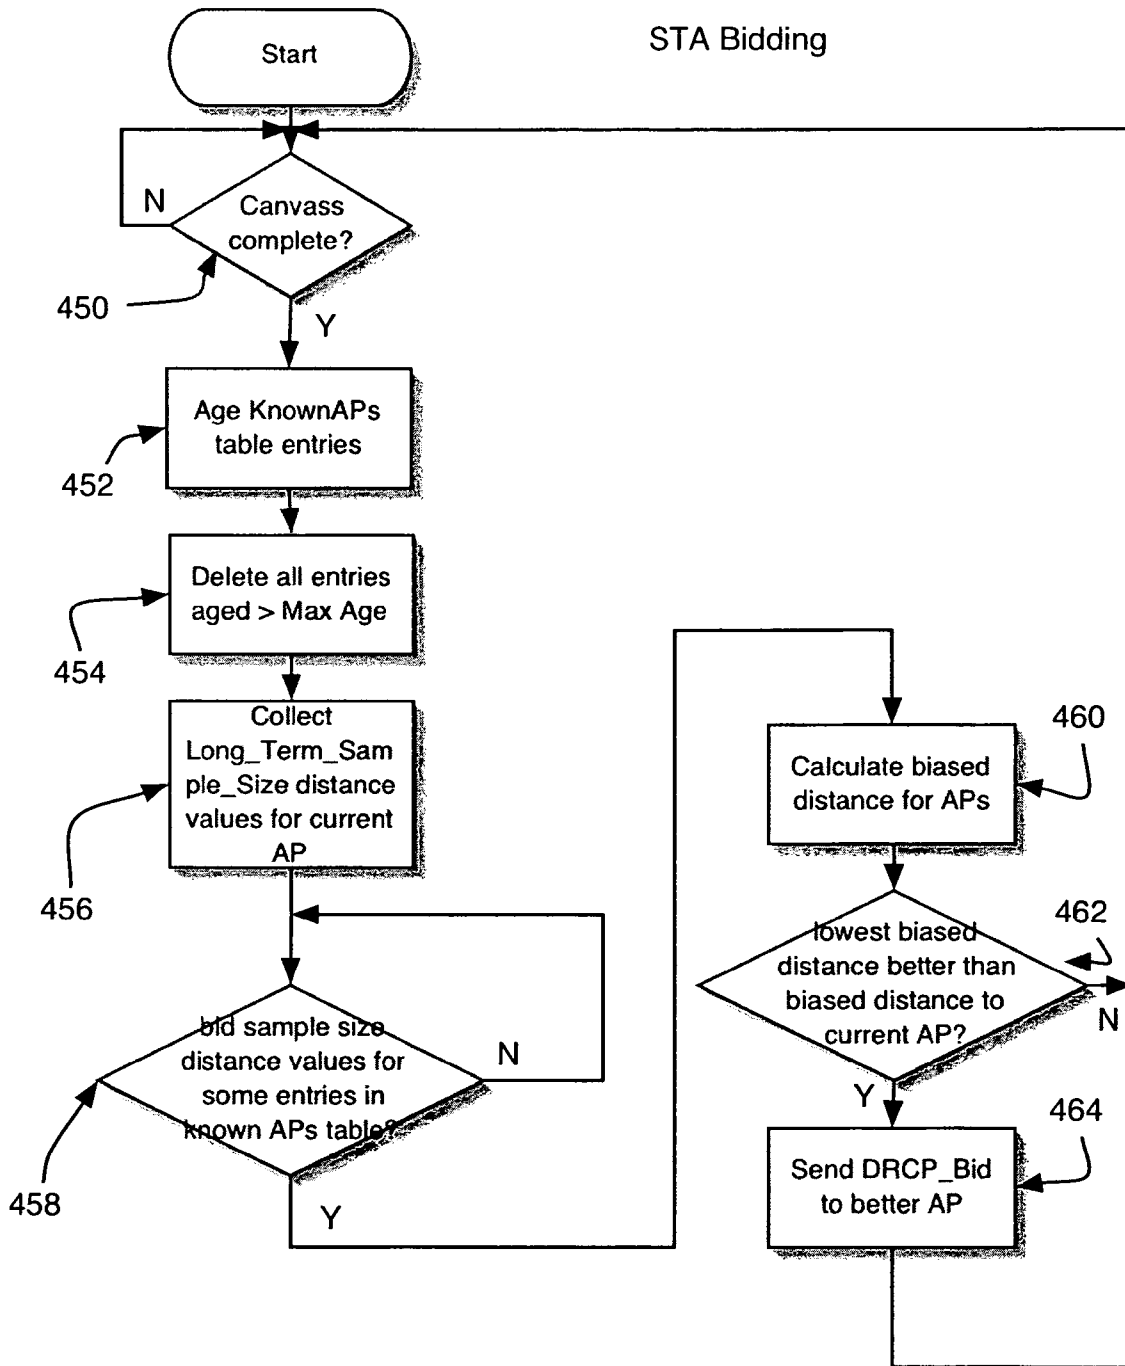 STA Bidding
Start
N
Canvass
complete?
450
Y
Age KnownAPs
table entries
452
Delete all entries
aged > Max Age
454
Collect
Long_Term_Sam
ple_Size distance
values for current
AP
456
bid sample size
distance values for
some entries in
known APs table?
N
458
Y
460
Calculate biased
distance for APs
462
lowest biased
distance better than
biased distance to
current AP?
N
Y
464
Send DRCP_Bid
to better AP